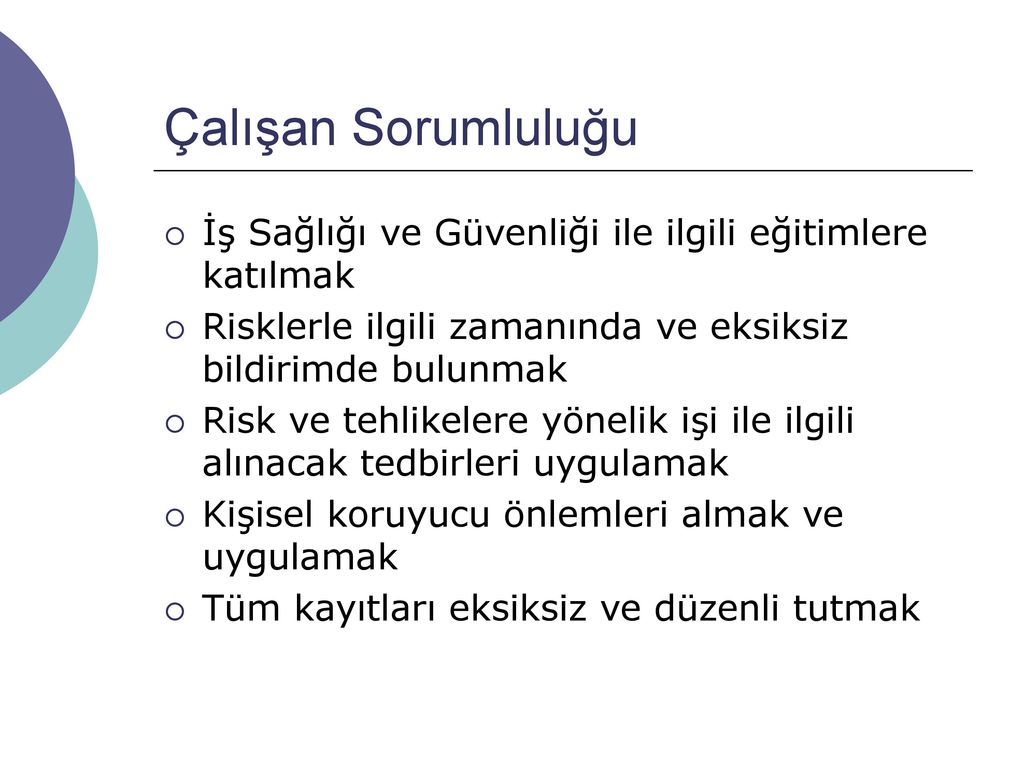 Çalışan Sorumluluğu
İş Sağlığı ve Güvenliği ile ilgili eğitimlere
katılmak
Risklerle ilgili zamanında ve eksiksiz
bildirimde bulunmak
Risk ve tehlikelere yönelik işi ile ilgili
alınacak tedbirleri uygulamak
Kişisel koruyucu önlemleri almak ve
uygulamak
Tüm kayıtları eksiksiz ve düzenli tutmak